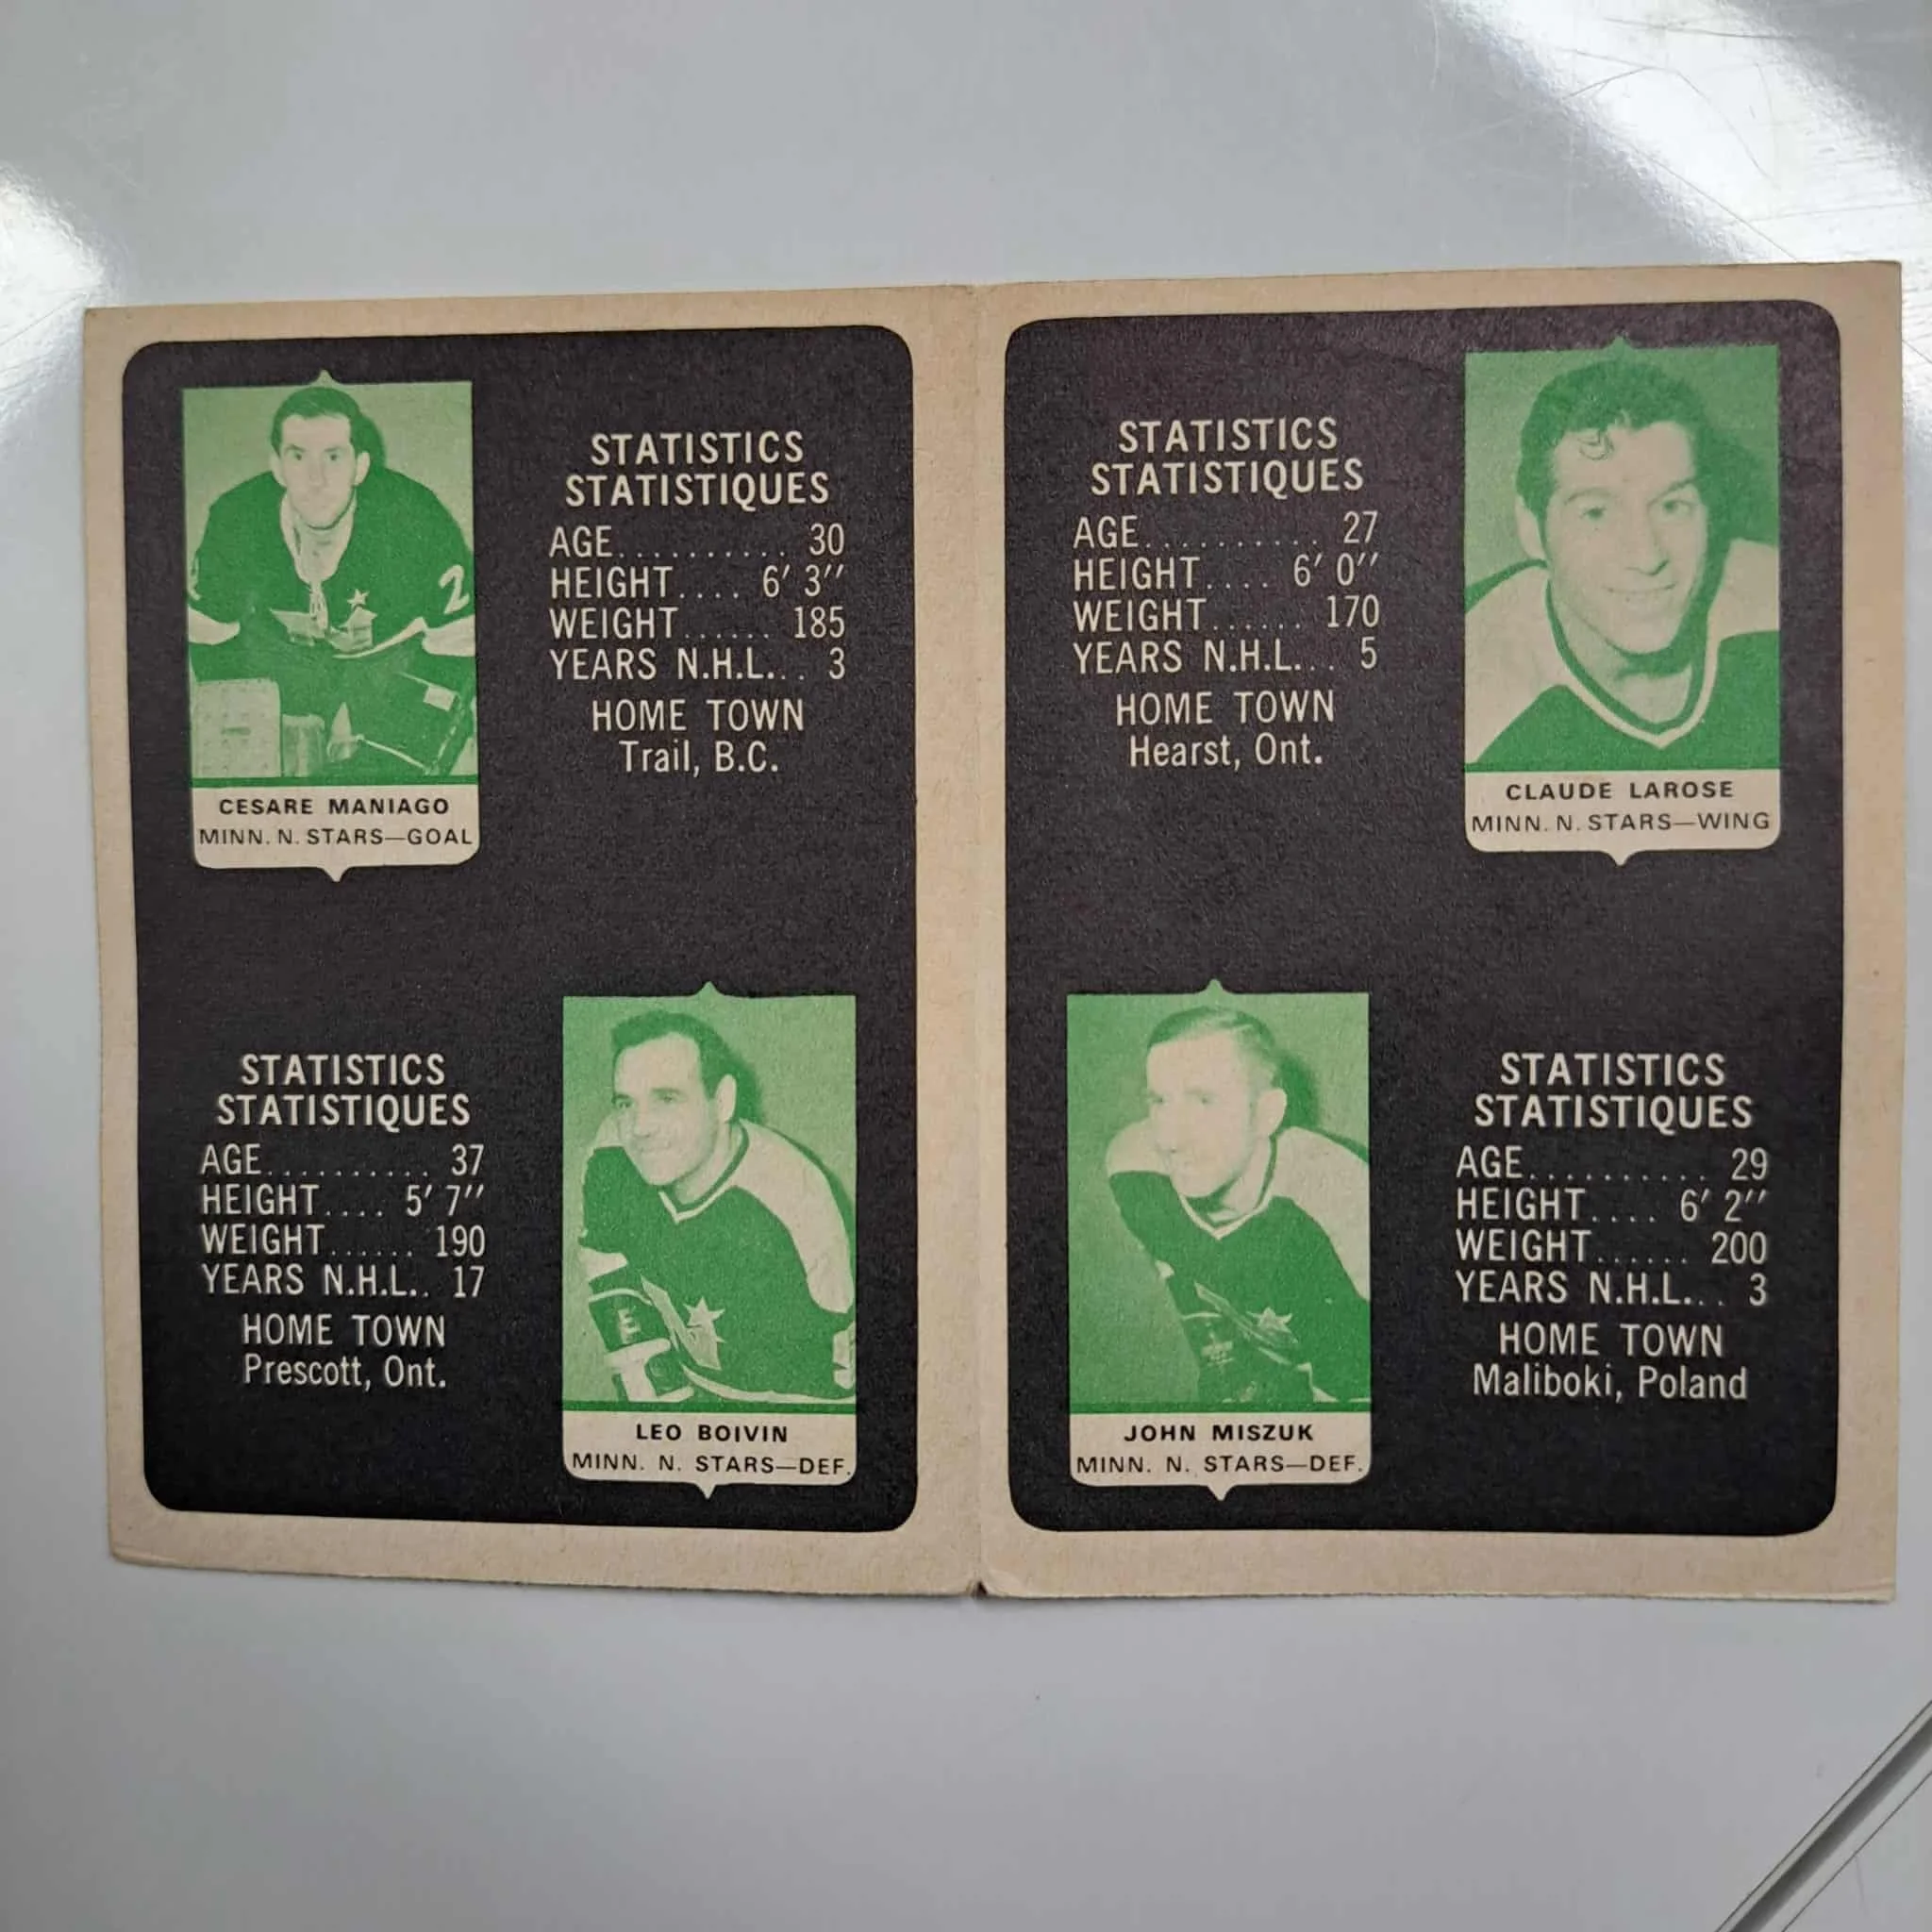 CESARE MANIAGO
MINN. N. STARS—GOAL
STATISTICS
STATISTIQUES
AGE.......... 30
HEIGHT.... 6' 3''
WEIGHT...... 185
YEARS N.H.L... 3
HOME TOWN
Trail, B.C.
2
STATISTICS
STATISTIQUES
AGE.......... 37
HEIGHT.... 5' 7''
WEIGHT...... 190
YEARS N.H.L.. 17
HOME TOWN
Prescott, Ont.
E
LEO BOIVIN
MINN. N. STARS—DEF.
STATISTICS
STATISTIQUES
AGE.......... 27
HEIGHT.... 6' 0''
WEIGHT...... 170
YEARS N.H.L... 5
HOME TOWN
Hearst, Ont.
CLAUDE LAROSE
MINN. N. STARS—WING
JOHN MISZUK
MINN. N. STARS—DEF.
STATISTICS
STATISTIQUES
AGE.......... 29
HEIGHT.... 6' 2''
WEIGHT...... 200
YEARS N.H.L... 3
HOME TOWN
Maliboki, Poland